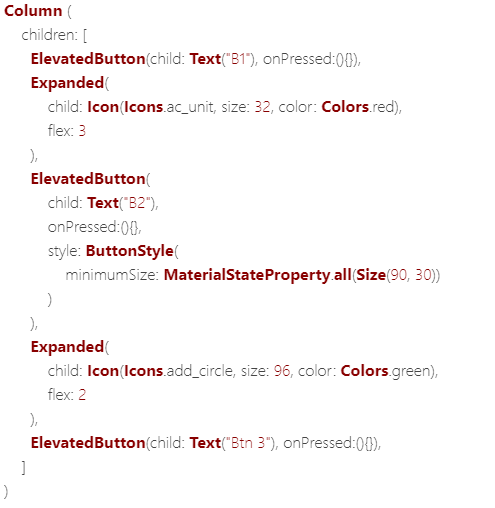 Column (
children: [
ElevatedButton(child: Text("B1"), onPressed:(){}),
Expanded(
child: Icon(Icons.ac_unit, size: 32, color: Colors.red),
flex: 3
),
ElevatedButton(
child: Text("B2"),
onPressed:(){},
style: ButtonStyle(
minimumSize: MaterialStateProperty.all(Size(90, 30))
)
),
Expanded(
child: Icon(Icons.add_circle, size: 96, color: Colors.green),
flex: 2
),
ElevatedButton(child: Text("Btn 3"), onPressed:(){}),
]
)